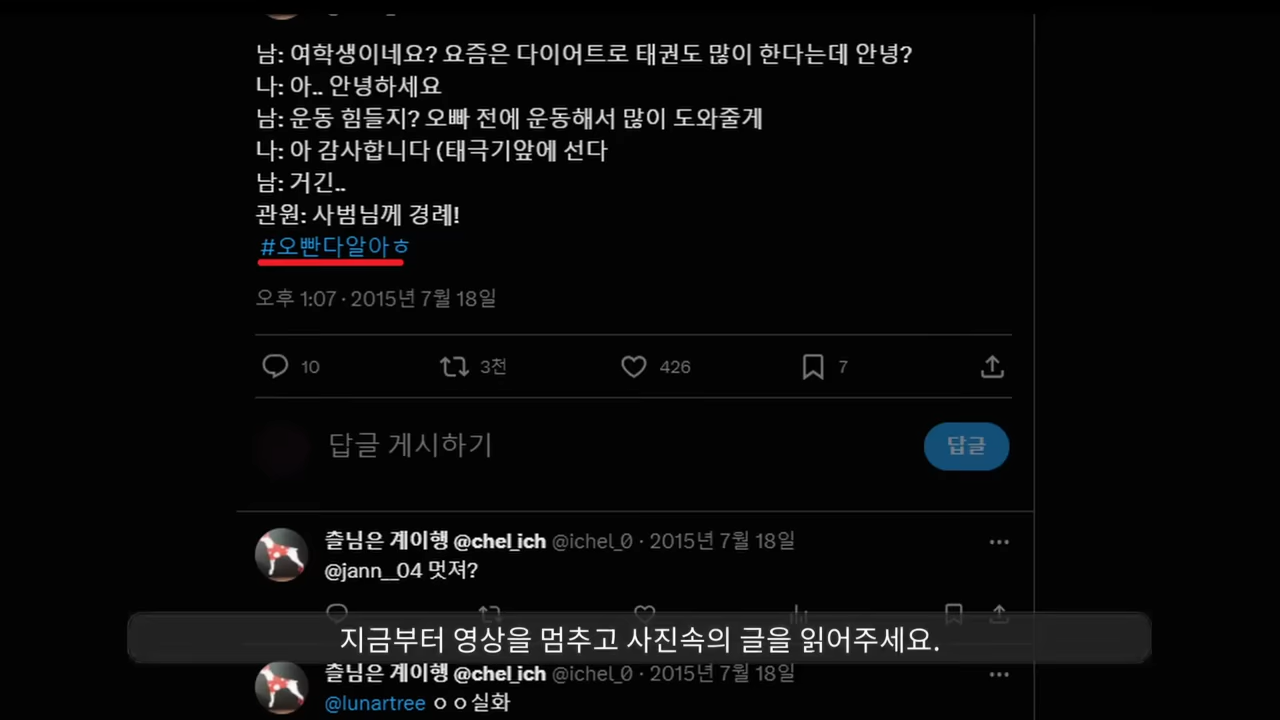 남: 여학생이네요? 요즘은 다이어트로 태권도 많이 한다는데 안녕?
나: 아.. 안녕하세요
남: 운동 힘들지? 오빠 전에 운동해서 많이 도와줄게
나: 아 감사합니다 (태극기앞에 선다
남: 거긴..
관원: 사범님께 경례!
#오빤다알아ㅎ
오후 1:07 · 2015년 7월 18일
10 3천 426 7
답글 게시하기 답글
츨님은 계이행 @chel_ich @ichel_0 · 2015년 7월 18일
@jann__04 멋져?
지금부터 영상을 멈추고 사진속의 글을 읽어주세요.
츨님은 계이행 @chel_ich @ichel_0 · 2015년 7월 18일
@lunartree ㅇㅇ실화